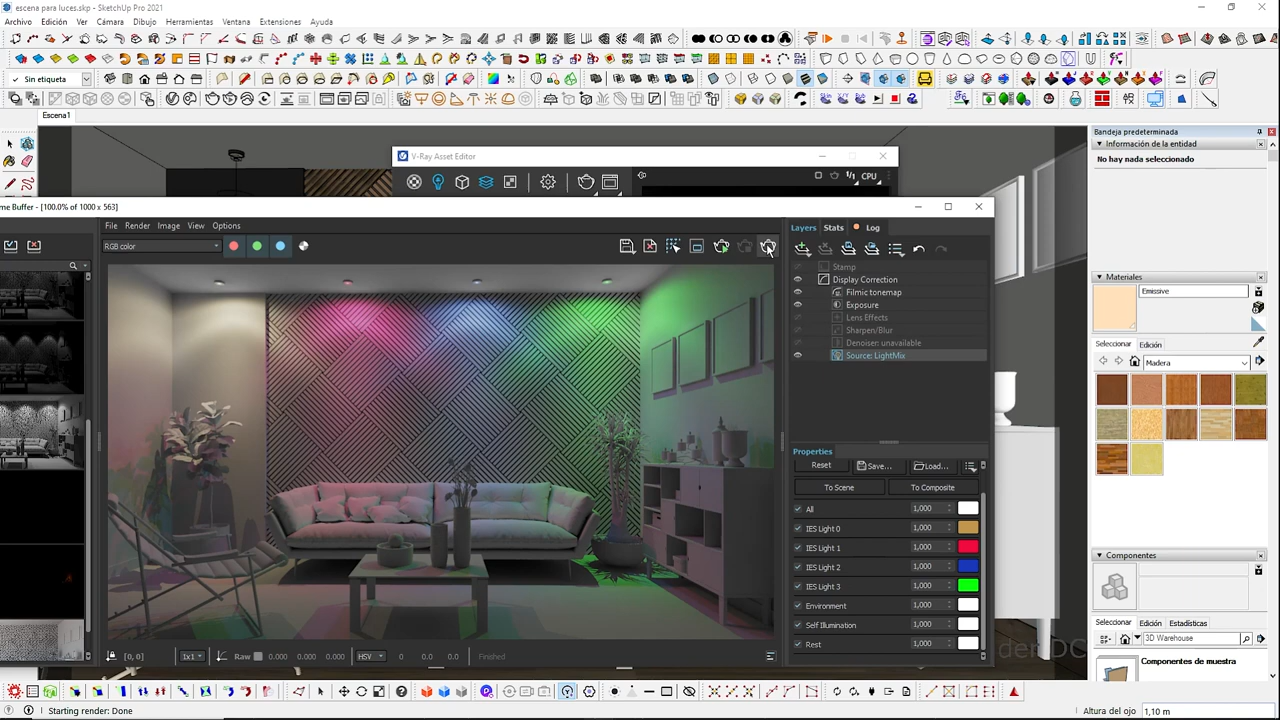 escena para luces.skp - SketchUp Pro 2021
Archivo Edición Ver Cámara Dibujo Herramientas Ventana Extensiones Ayuda
Sin etiqueta
Escena1
V-Ray Asset Editor
CPU
me Buffer - [100.0% of 1000 x 563]
File Render Image View Options
RGB color
Layers Stats Log
Stamp
Display Correction
Filmic tonemap
Exposure
Lens Effects
Sharpen/Blur
Denoiser: unavailable
Source: LightMix
Properties
Reset Save... Load...
To Scene To Composite
All 1,000
IES Light 0 1,000
IES Light 1 1,000
IES Light 2 1,000
IES Light 3 1,000
Environment 1,000
Self Illumination 1,000
Rest 1,000
[0, 0] 1x1 Raw 0.000 0.000 0.000 HSV 0 0.0 0.0 Finished
Bandeja predeterminada
Información de la entidad
No hay nada seleccionado
Materiales
Emissive
Seleccionar Edición
Madera
Componentes
Seleccionar Edición Estadísticas
3D Warehouse
Componentes de muestra
Starting render: Done
Altura del ojo 1,10 m